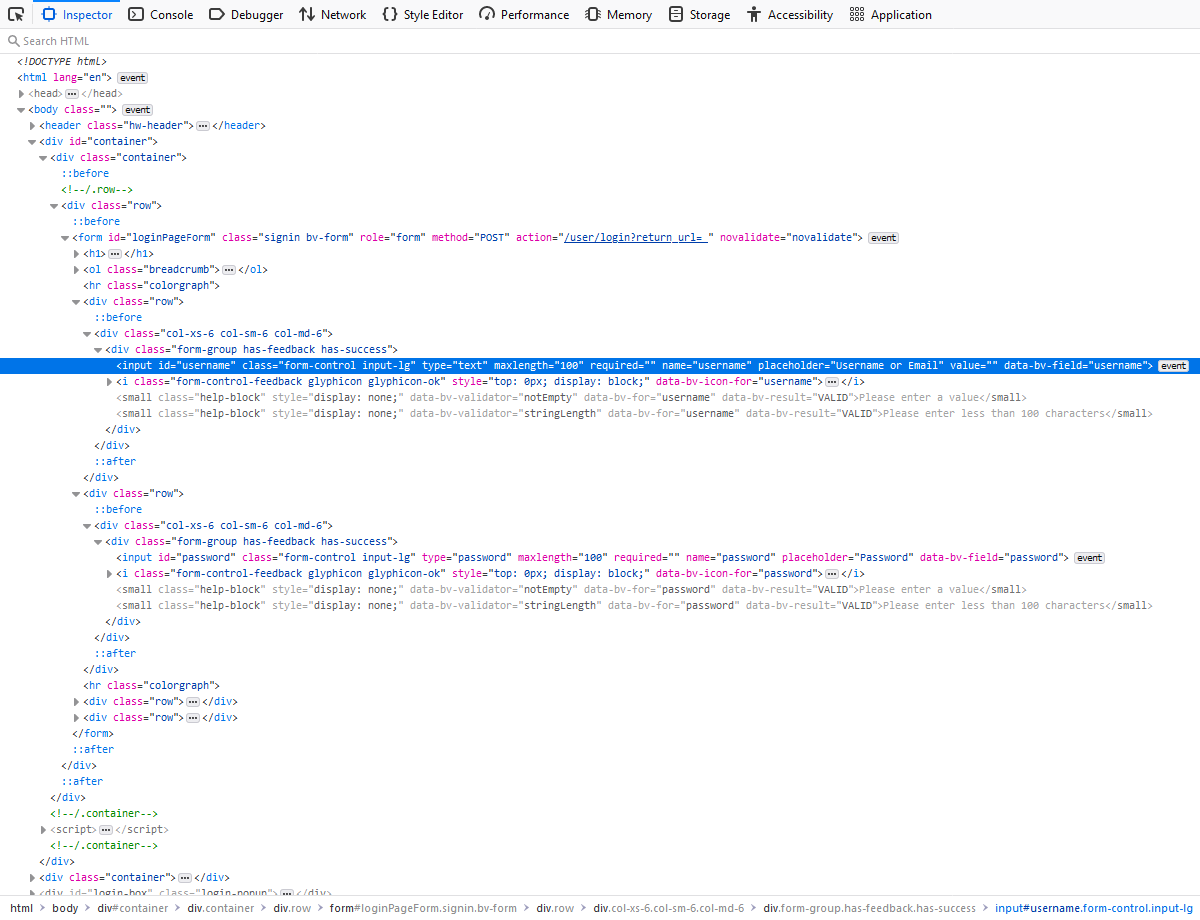 Inspector Console Debugger Network Style Editor Performance Memory Storage Accessibility Application
Search HTML
<!DOCTYPE html>
<html lang="en"> event
<head> ••• </head>
<body class=""> event
<header class="hw-header"> ••• </header>
<div id="container">
<div class="container">
::before
<!--/.row-->
<div class="row">
::before
<form id="loginPageForm" class="signin bv-form" role="form" method="POST" action="/user/login?return_url=_" novalidate="novalidate"> event
<h1> ••• </h1>
<ol class="breadcrumb"> ••• </ol>
<hr class="colorgraph">
<div class="row">
::before
<div class="col-xs-6 col-sm-6 col-md-6">
<div class="form-group has-feedback has-success">
<input id="username" class="form-control input-lg" type="text" maxlength="100" required="" name="username" placeholder="Username or Email" value="" data-bv-field="username"> event
<i class="form-control-feedback glyphicon glyphicon-ok" style="top: 0px; display: block;" data-bv-icon-for="username"> ••• </i>
<small class="help-block" style="display: none;" data-bv-validator="notEmpty" data-bv-for="username" data-bv-result="VALID">Please enter a value</small>
<small class="help-block" style="display: none;" data-bv-validator="stringLength" data-bv-for="username" data-bv-result="VALID">Please enter less than 100 characters</small>
</div>
</div>
::after
</div>
<div class="row">
::before
<div class="col-xs-6 col-sm-6 col-md-6">
<div class="form-group has-feedback has-success">
<input id="password" class="form-control input-lg" type="password" maxlength="100" required="" name="password" placeholder="Password" data-bv-field="password"> event
<i class="form-control-feedback glyphicon glyphicon-ok" style="top: 0px; display: block;" data-bv-icon-for="password"> ••• </i>
<small class="help-block" style="display: none;" data-bv-validator="notEmpty" data-bv-for="password" data-bv-result="VALID">Please enter a value</small>
<small class="help-block" style="display: none;" data-bv-validator="stringLength" data-bv-for="password" data-bv-result="VALID">Please enter less than 100 characters</small>
</div>
</div>
::after
</div>
<hr class="colorgraph">
<div class="row"> ••• </div>
<div class="row"> ••• </div>
</form>
::after
</div>
::after
</div>
<!--/.container-->
<script> ••• </script>
<!--/.container-->
</div>
<div class="container"> ••• </div>
<div id="login-box" class="login-popup"> ••• </div>
html > body > div#container > div.container > div.row > form#loginPageForm.signin.bv-form > div.row > div.col-xs-6.col-sm-6.col-md-6 > div.form-group.has-feedback.has-success > input#username.form-control.input-lg